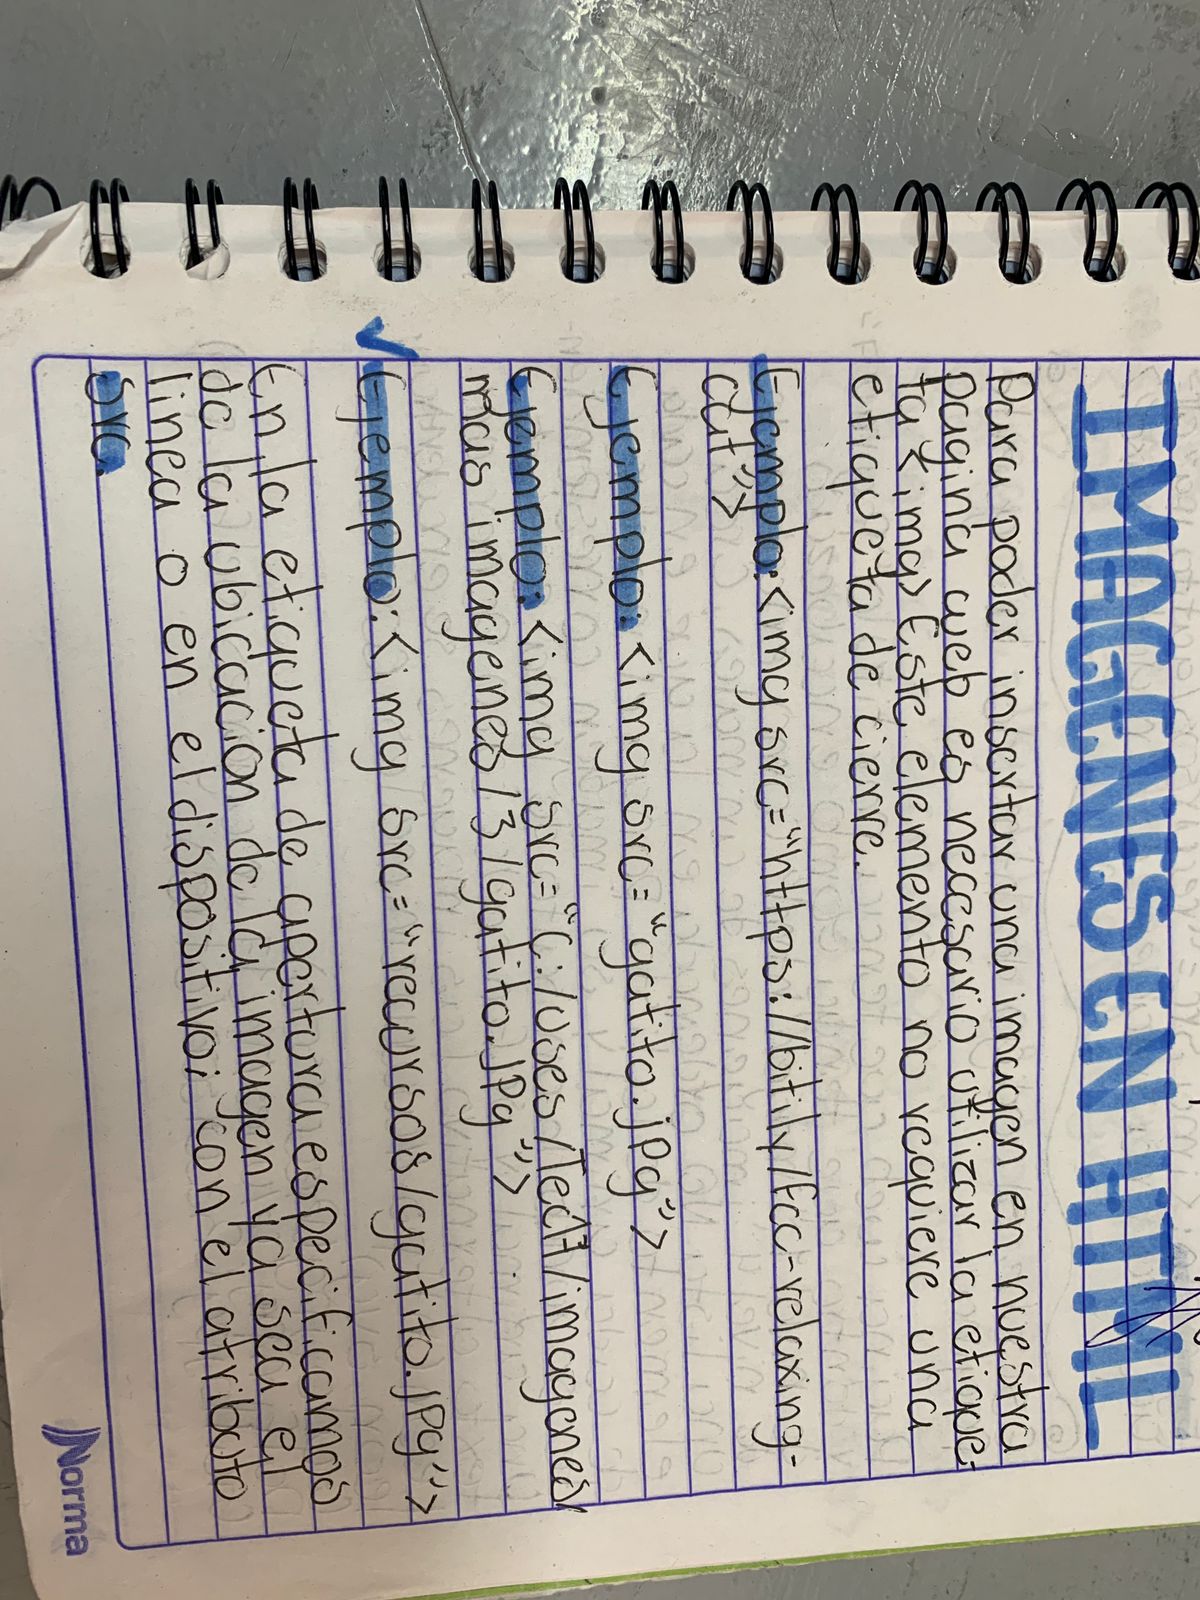 IMAGENES EN HTML
Para poder insertar una imagen en nuestra
pagina web es necesario utilizar la etique-
ta <img> Este elemento no requiere una
etiqueta de cierre.
Ejemplo: <img src="https://bitily/fcc-relaxing-
cat">
Ejemplo: <img src="gatito.jpg">
Ejemplo: <img src="C:/Uses/Tech/imagenes/
mas imagenes/3/gatito.jpg">
✓ Ejemplo: <img src="recursos/gatito.jpg">
En la etiqueta de apertura especificamos
de la ubicación de la imagen ya sea el
linea o en el dispositivo; con el atributo
src.
Norma